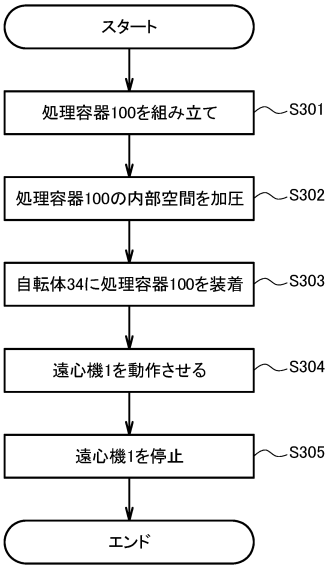 スタート
処理容器100を組み立て
S301
処理容器100の内部空間を加圧
S302
自転体34に処理容器100を装着
S303
遠心機1を動作させる
S304
遠心機1を停止
S305
エンド